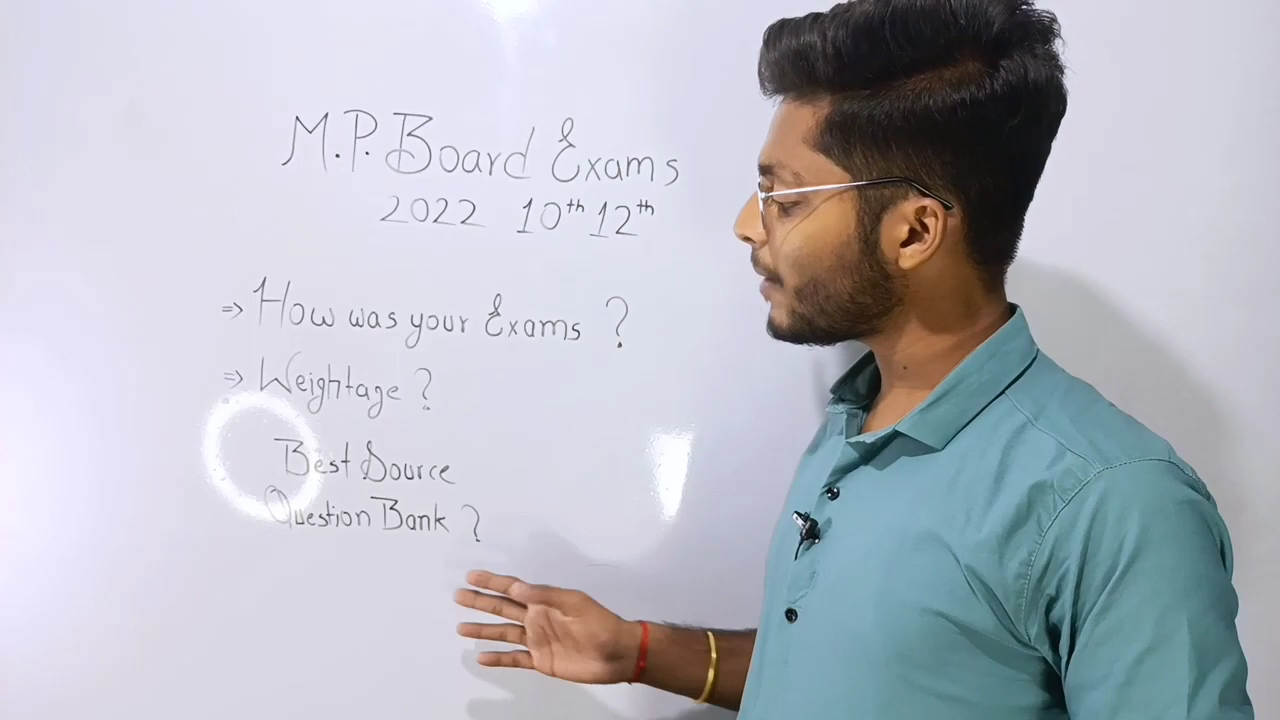 M.P. Board Exams
2022 10th 12th
⇒ How was your Exams ?
⇒ Weightage ?
Best Source
Question Bank ?